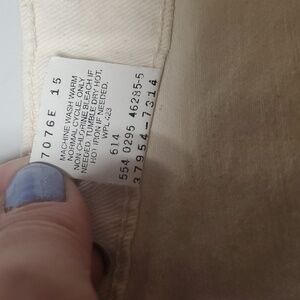 7076E 15
MACHINE WASH WARM
NORMAL CYCLE, ONLY
NON CHLORINE BLEACH IF
NEEDED, TUMBLE DRY HOT,
HOT IRON IF NEEDED.
WPL 423
614
554 0295 46285-5
37954-7314